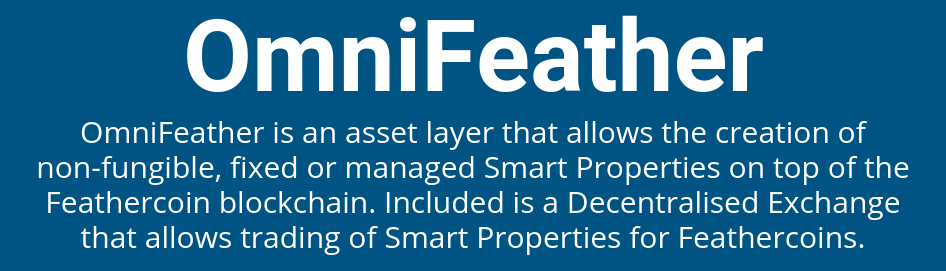 OmniFeather
OmniFeather is an asset layer that allows the creation of
non-fungible, fixed or managed Smart Properties on top of the
Feathercoin blockchain. Included is a Decentralised Exchange
that allows trading of Smart Properties for Feathercoins.